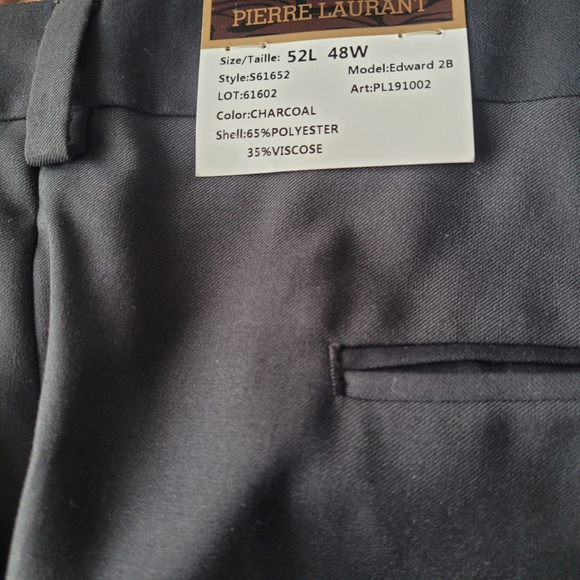 PIERRE LAURANT
Size/Taille: 52L 48W
Style:S61652 Model:Edward 2B
LOT:61602 Art:PL191002
Color:CHARCOAL
Shell:65%POLYESTER
35%VISCOSE